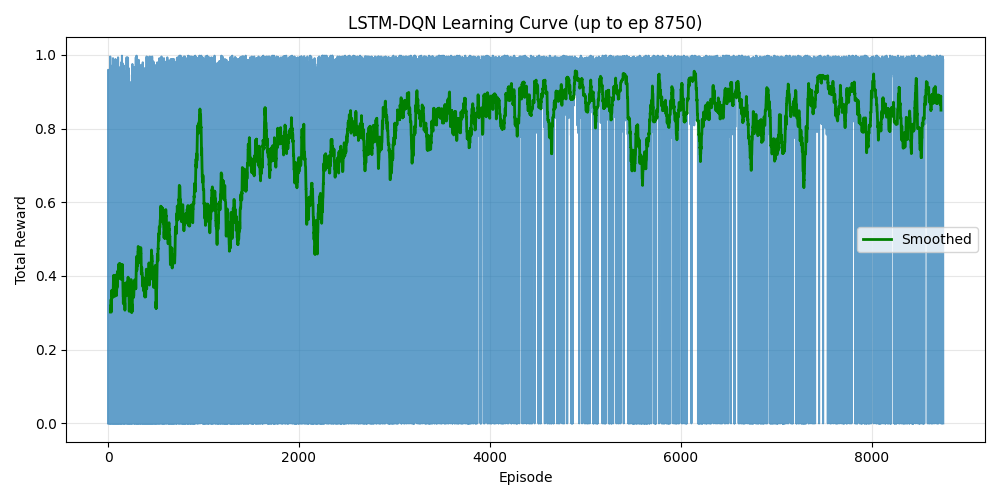 LSTM-DQN Learning Curve (up to ep 8750)
1.0
0.8
0.6
0.4
0.2
0.0
Total Reward
Smoothed
0 2000 4000 6000 8000
Episode